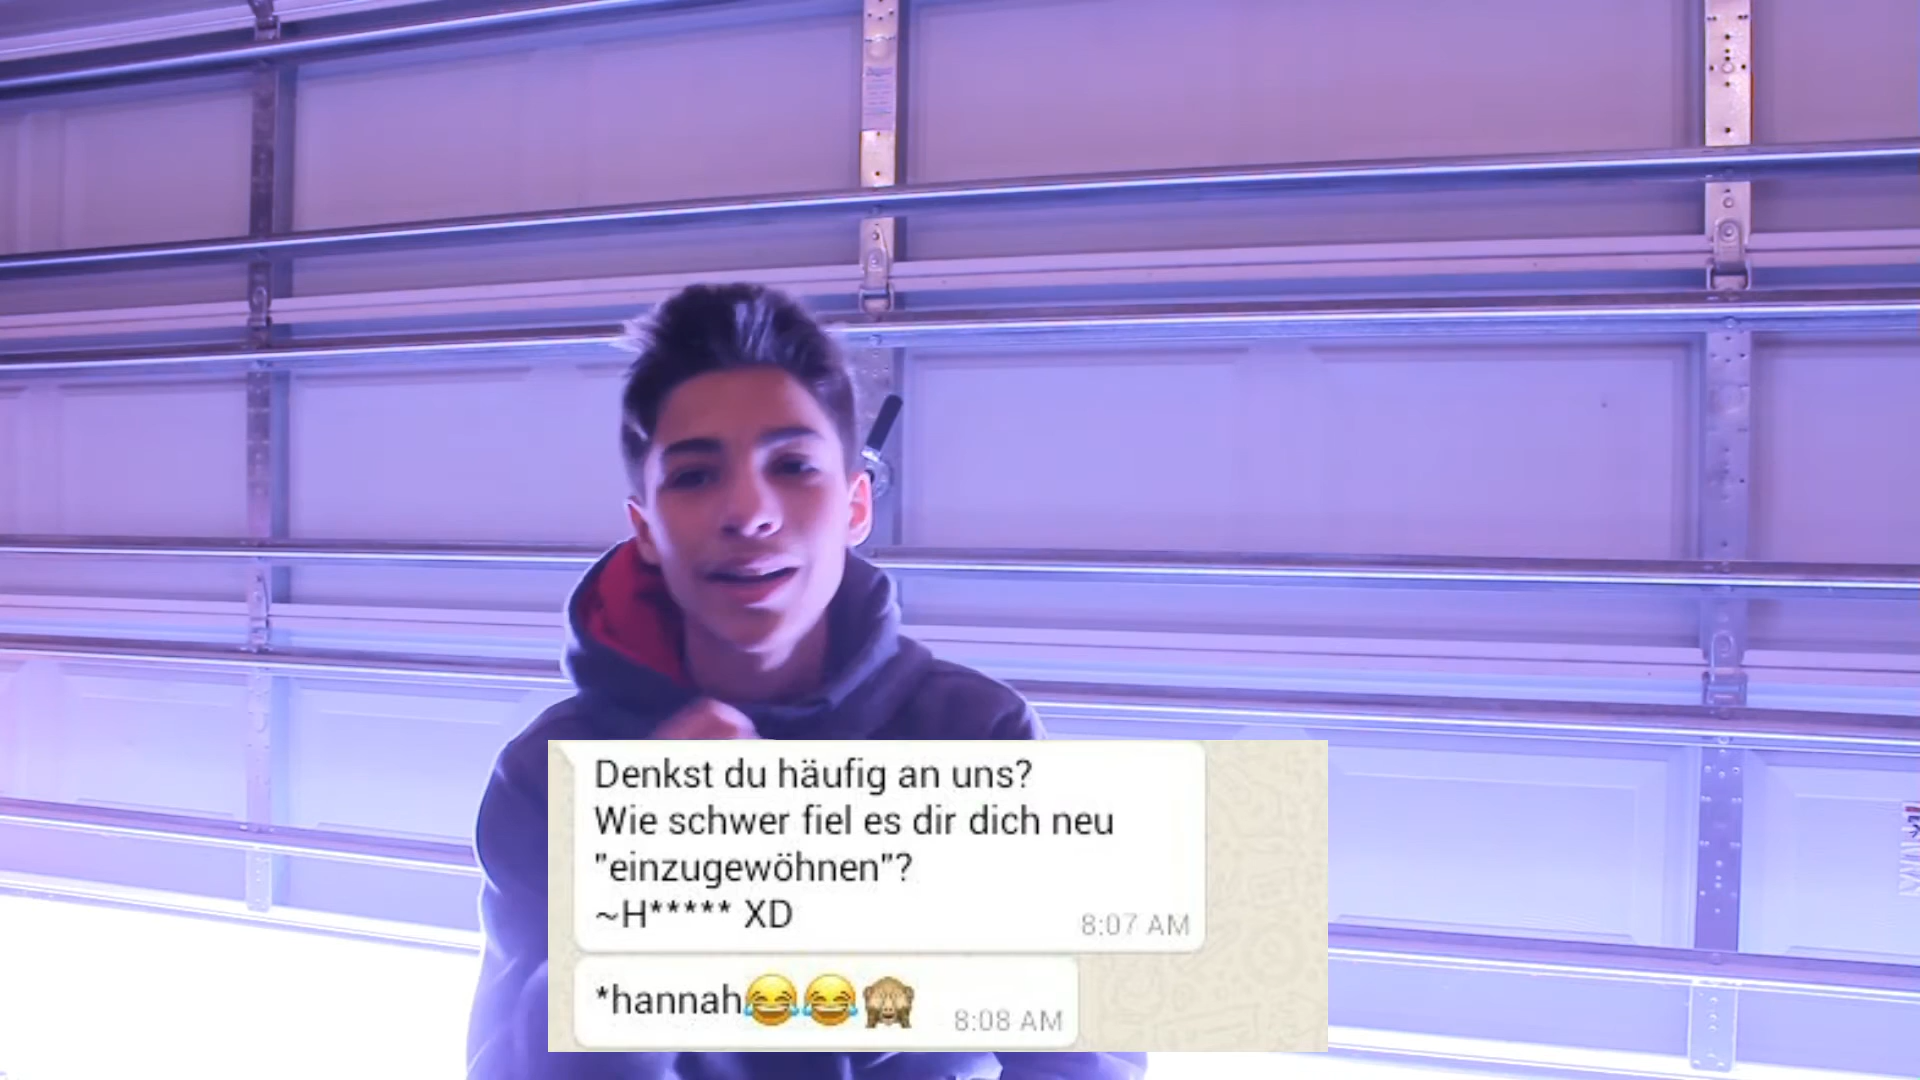 Denkst du häufig an uns?
Wie schwer fiel es dir dich neu
"einzugewöhnen"?
~H***** XD
8:07 AM
*hannah😂😂🙈
8:08 AM